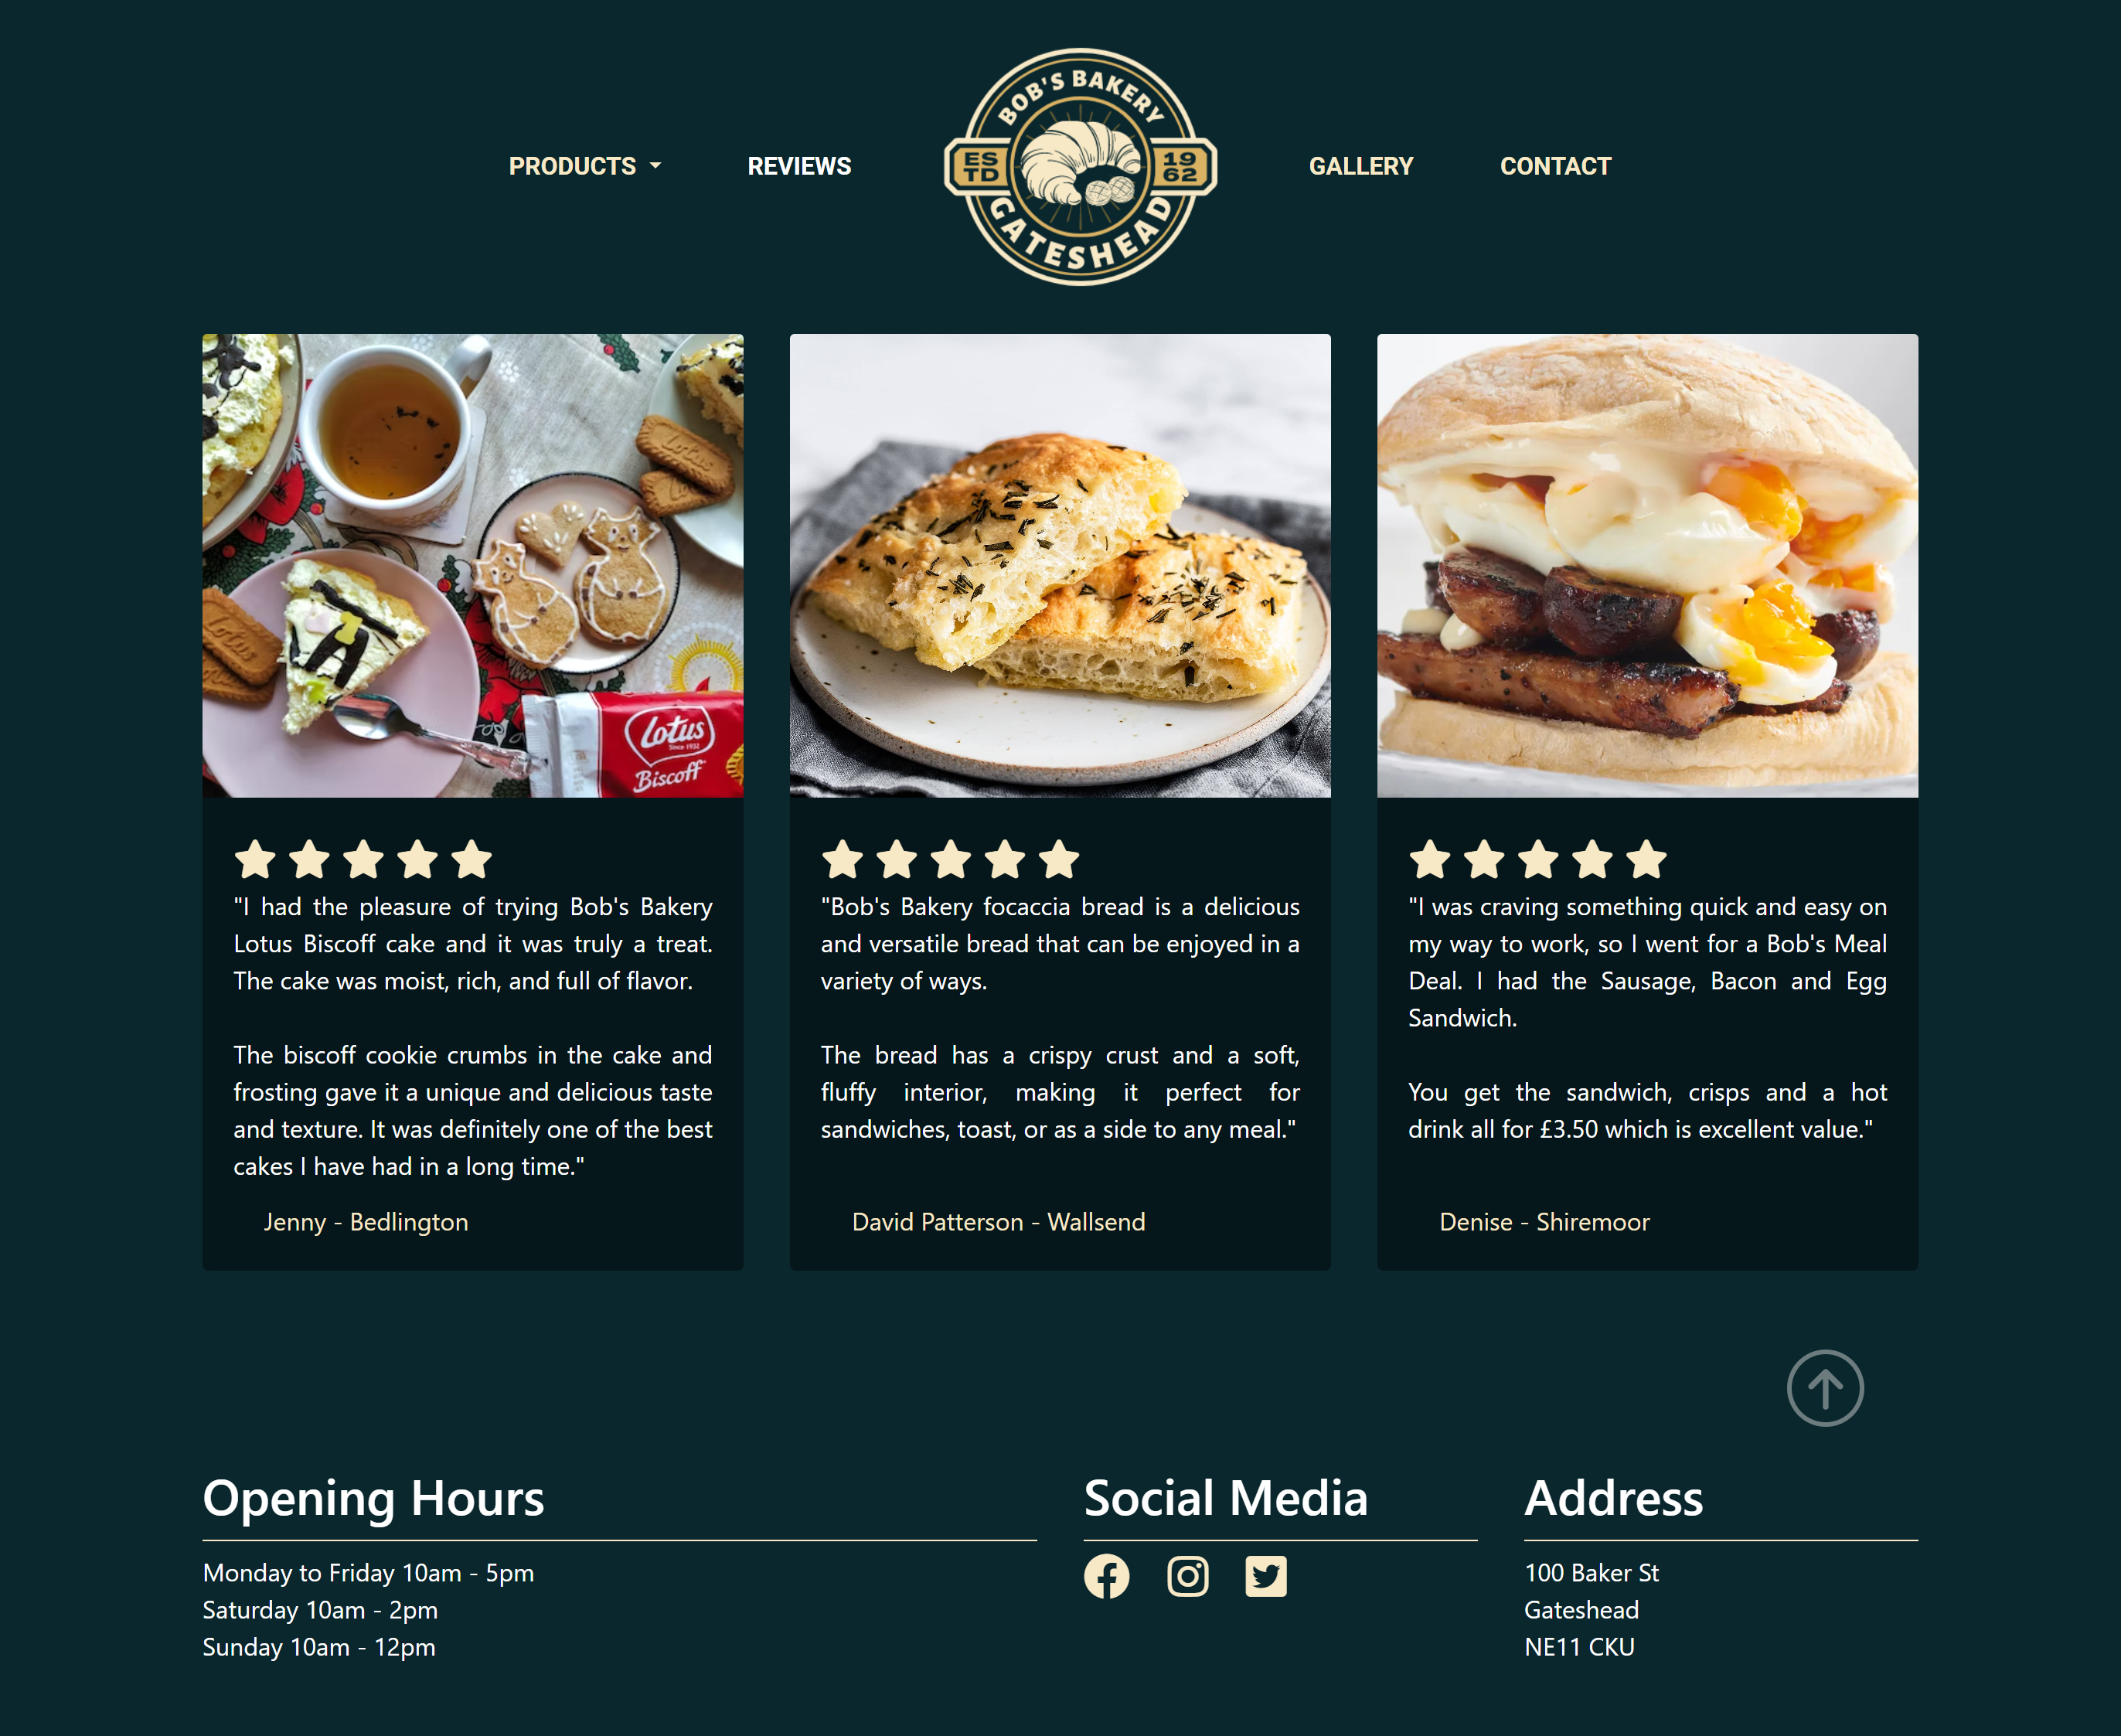 BOB'S BAKERY
PRODUCTS
REVIEWS
ES
TD
19
62
GALLERY
CONTACT
GATESHEAD
Lotus
Lotus
Lotus
Since 1932
Biscoff
"I had the pleasure of trying Bob's Bakery
Lotus Biscoff cake and it was truly a treat.
The cake was moist, rich, and full of flavor.
The biscoff cookie crumbs in the cake and
frosting gave it a unique and delicious taste
and texture. It was definitely one of the best
cakes I have had in a long time."
Jenny - Bedlington
"Bob's Bakery focaccia bread is a delicious
and versatile bread that can be enjoyed in a
variety of ways.
The bread has a crispy crust and a soft,
fluffy interior, making it perfect for
sandwiches, toast, or as a side to any meal."
David Patterson - Wallsend
"I was craving something quick and easy on
my way to work, so I went for a Bob's Meal
Deal. I had the Sausage, Bacon and Egg
Sandwich.
You get the sandwich, crisps and a hot
drink all for £3.50 which is excellent value."
Denise - Shiremoor
Opening Hours
Monday to Friday 10am - 5pm
Saturday 10am - 2pm
Sunday 10am - 12pm
Social Media
Address
100 Baker St
Gateshead
NE11 CKU